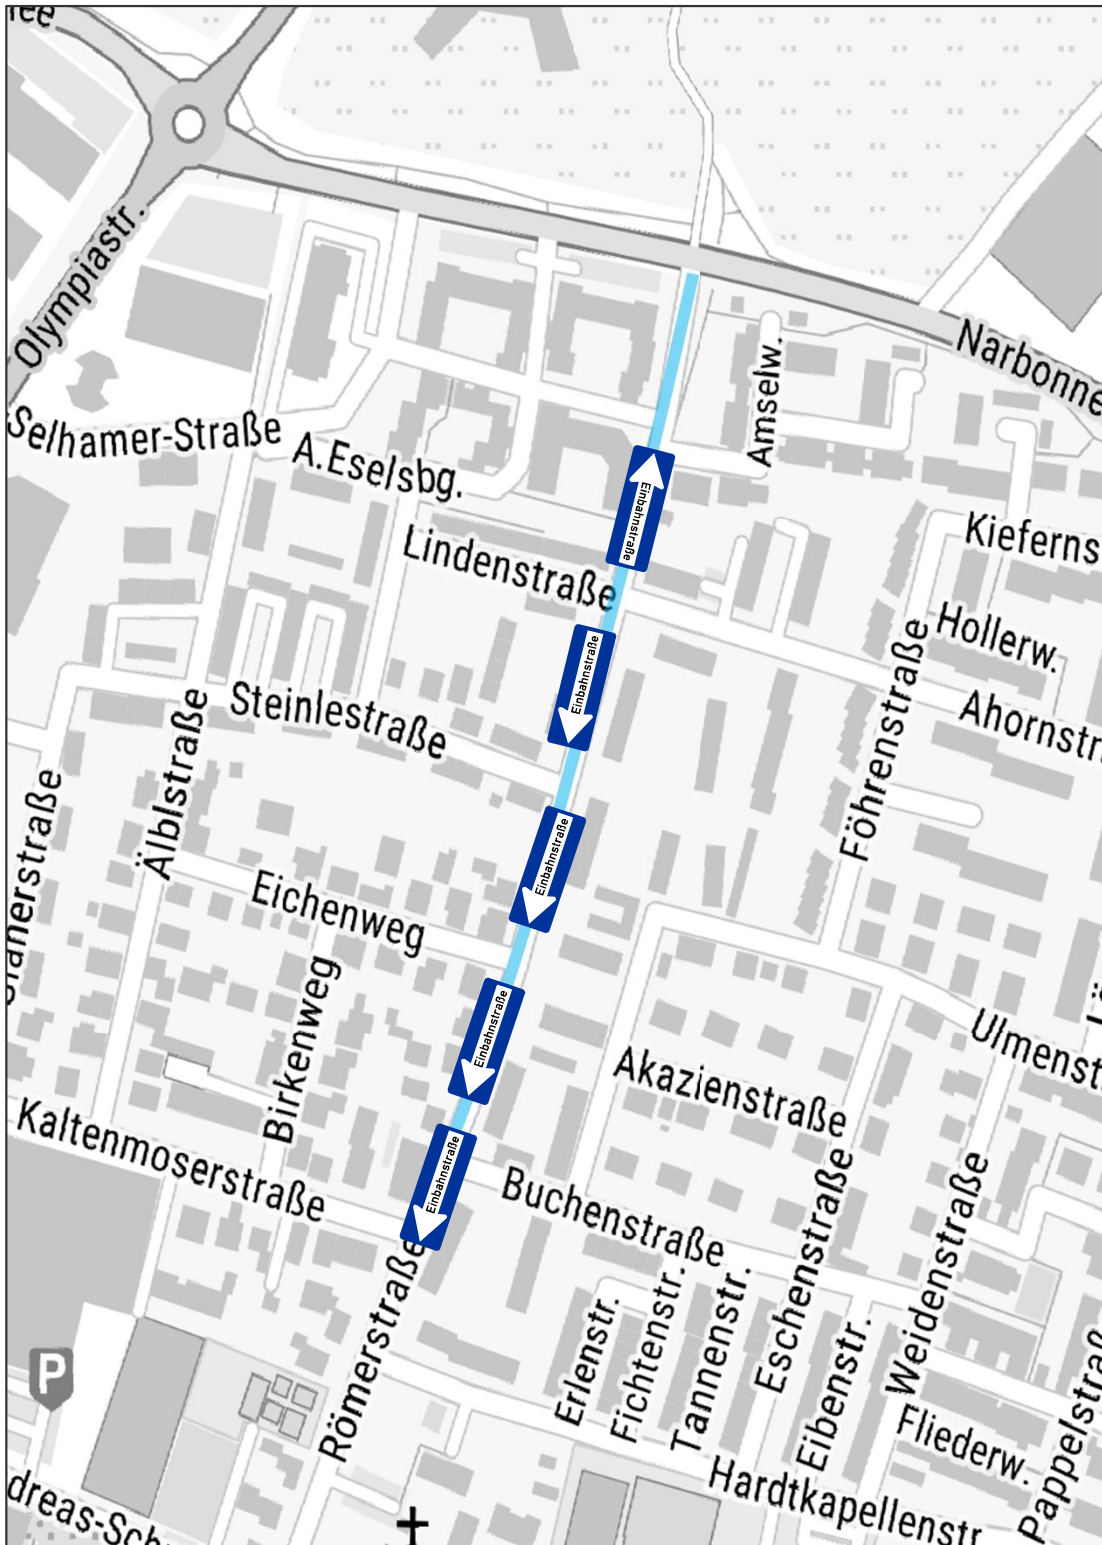 Olympiastr.
Narbonne
Selhamer-Straße
A.Eselsbg.
Amselw.
Einbahnstraße
Kieferns
Lindenstraße
Hollerw.
Einbahnstraße
Steinlestraße
Ahornstr.
Älblstraße
Föhrenstraße
Einbahnstraße
Eichenweg
Birkenweg
Einbahnstraße
Ulmenst
Akazienstraße
Kaltenmoserstraße
Einbahnstraße
Buchenstraße
Römerstraße
Eschenstraße
Weidenstraße
Erlenstr.
Fichtenstr.
Tannenstr.
Eibenstr.
P
Fliederw.
Pappelstraß
Hardtkapellenstr.
dreas-Sch